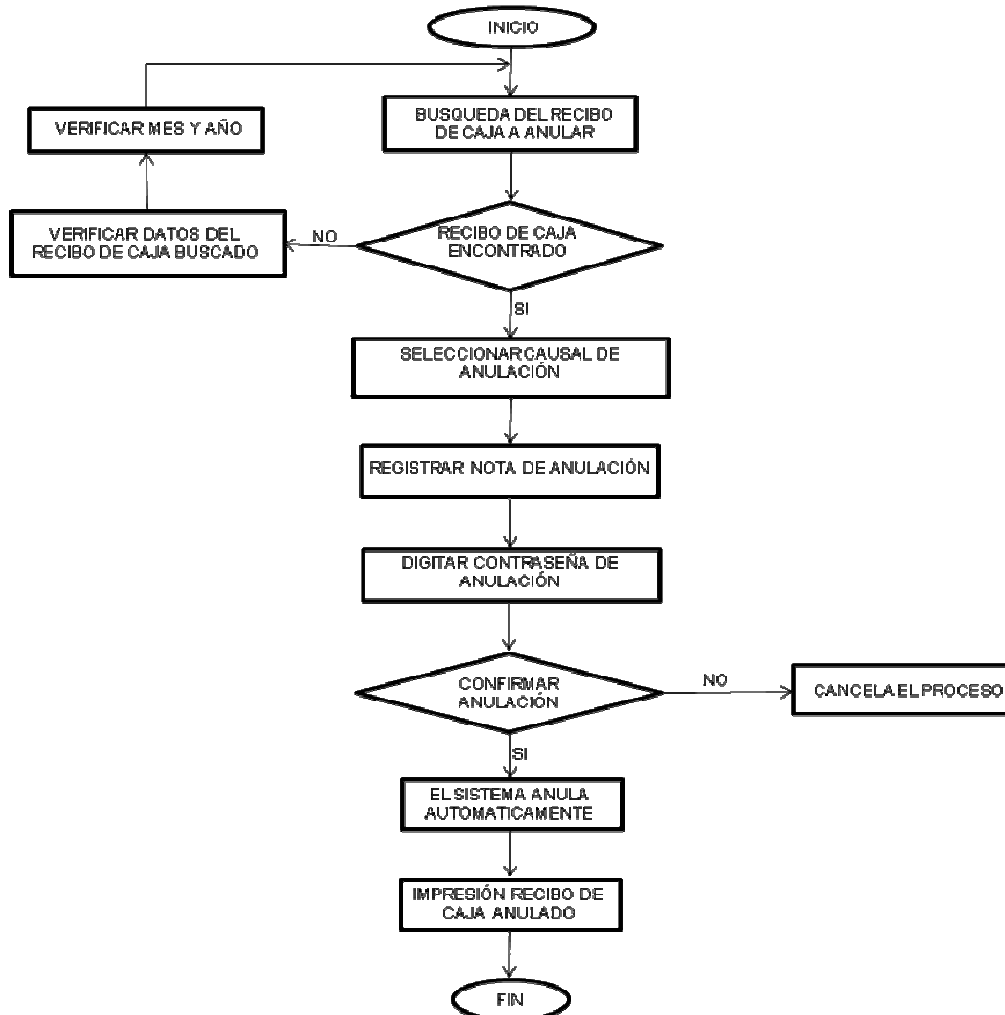 INICIO
BUSQUEDA DEL RECIBO
DE CAJA A ANULAR
VERIFICAR MES Y AÑO
VERIFICAR DATOS DEL
RECIBO DE CAJA BUSCADO
NO
RECIBO DE CAJA
ENCONTRADO
SI
SELECCIONAR CAUSAL DE
ANULACIÓN
REGISTRAR NOTA DE ANULACIÓN
DIGITAR CONTRASEÑA DE
ANULACIÓN
CONFIRMAR
ANULACIÓN
NO
CANCELA EL PROCESO
SI
EL SISTEMA ANULA
AUTOMATICAMENTE
IMPRESIÓN RECIBO DE
CAJA ANULADO
FIN